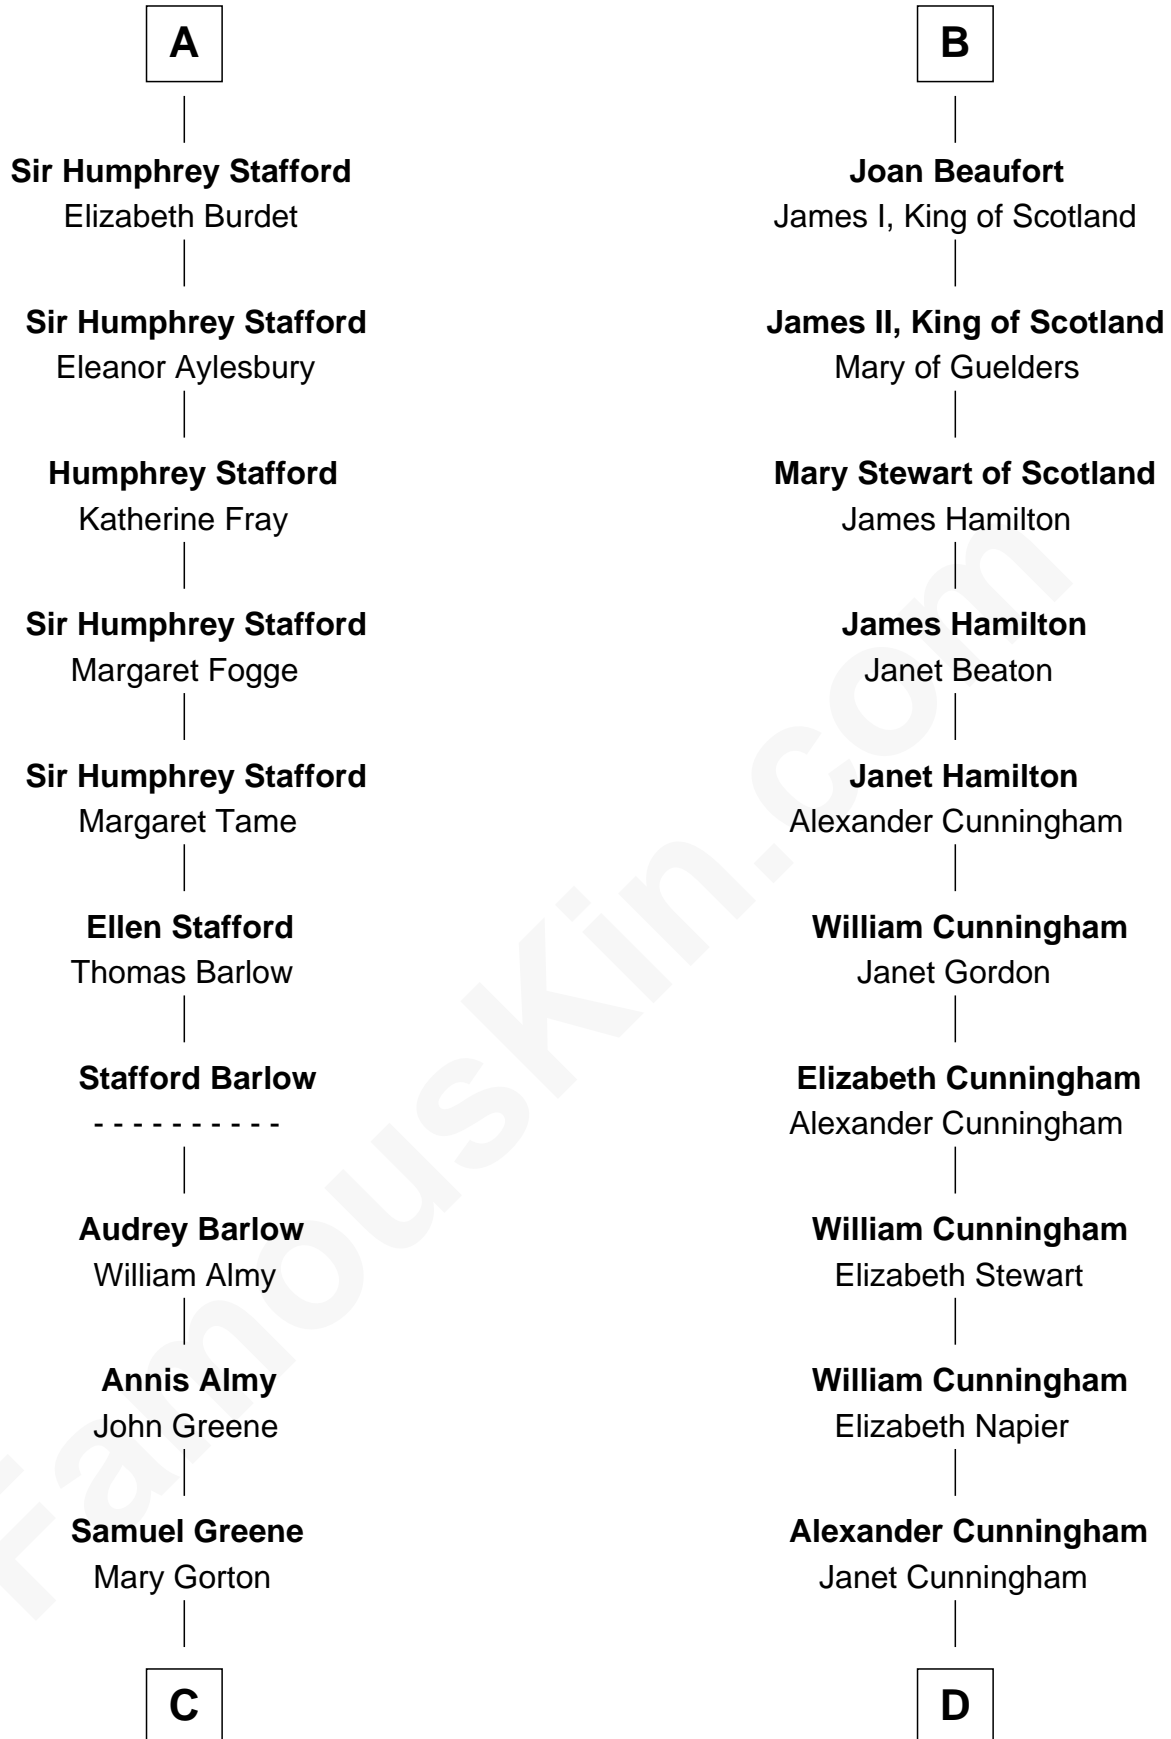 A
Sir Humphrey Stafford
Elizabeth Burdet
Sir Humphrey Stafford
Eleanor Aylesbury
Humphrey Stafford
Katherine Fray
Sir Humphrey Stafford
Margaret Fogge
Sir Humphrey Stafford
Margaret Tame
Ellen Stafford
Thomas Barlow
Stafford Barlow
- - - - - - - - - -
Audrey Barlow
William Almy
Annis Almy
John Greene
Samuel Greene
Mary Gorton
C
B
Joan Beaufort
James I, King of Scotland
James II, King of Scotland
Mary of Guelders
Mary Stewart of Scotland
James Hamilton
James Hamilton
Janet Beaton
Janet Hamilton
Alexander Cunningham
William Cunningham
Janet Gordon
Elizabeth Cunningham
Alexander Cunningham
William Cunningham
Elizabeth Stewart
William Cunningham
Elizabeth Napier
Alexander Cunningham
Janet Cunningham
D
FamousKin.com